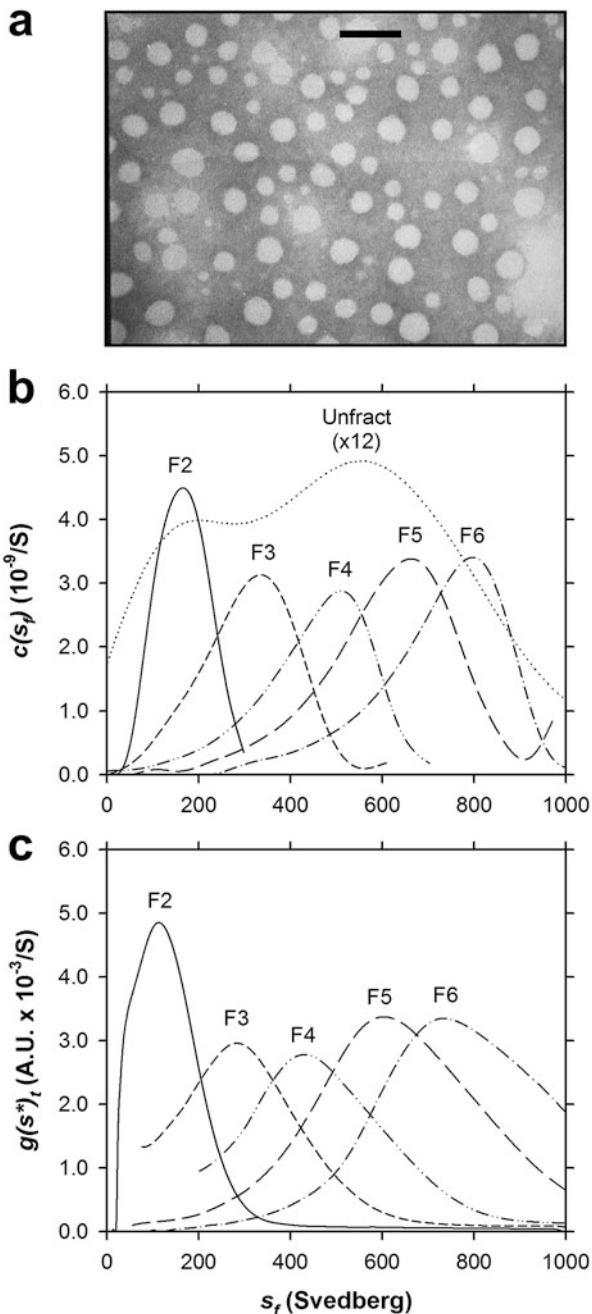 a
b
6.0
5.0
4.0
3.0
2.0
1.0
0.0
c(s_f) (10^-9/S)
Unfract
(x12)
F2
F3
F4
F5
F6
0 200 400 600 800 1000
c
6.0
5.0
4.0
3.0
2.0
1.0
0.0
g(s*)_t (A.U. x 10^-3/S)
F2
F3
F4
F5
F6
0 200 400 600 800 1000
s_f (Svedberg)